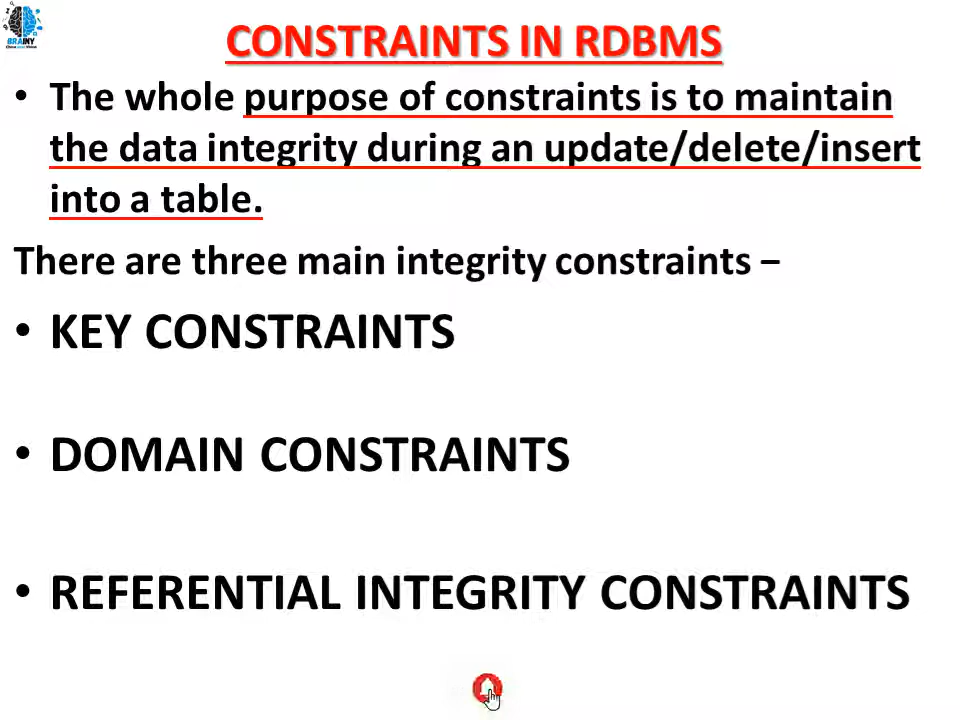 BRAINY
CONSTRAINTS IN RDBMS
• The whole purpose of constraints is to maintain
the data integrity during an update/delete/insert
into a table.
There are three main integrity constraints –
• KEY CONSTRAINTS
• DOMAIN CONSTRAINTS
• REFERENTIAL INTEGRITY CONSTRAINTS